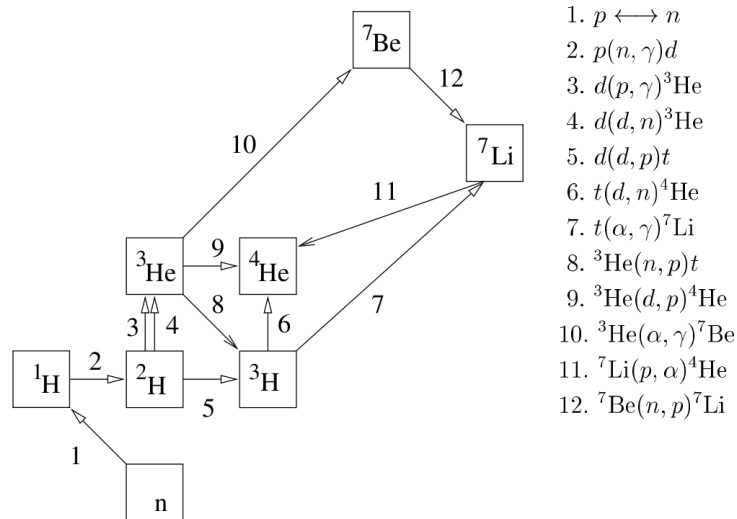 ⁷Be
12
10
⁷Li
11
³He
9
⁴He
8
7
3
4
6
¹H
2
²H
5
³H
1
n
1. p ⟷ n
2. p(n, γ)d
3. d(p, γ)³He
4. d(d, n)³He
5. d(d, p)t
6. t(d, n)⁴He
7. t(α, γ)⁷Li
8. ³He(n, p)t
9. ³He(d, p)⁴He
10. ³He(α, γ)⁷Be
11. ⁷Li(p, α)⁴He
12. ⁷Be(n, p)⁷Li